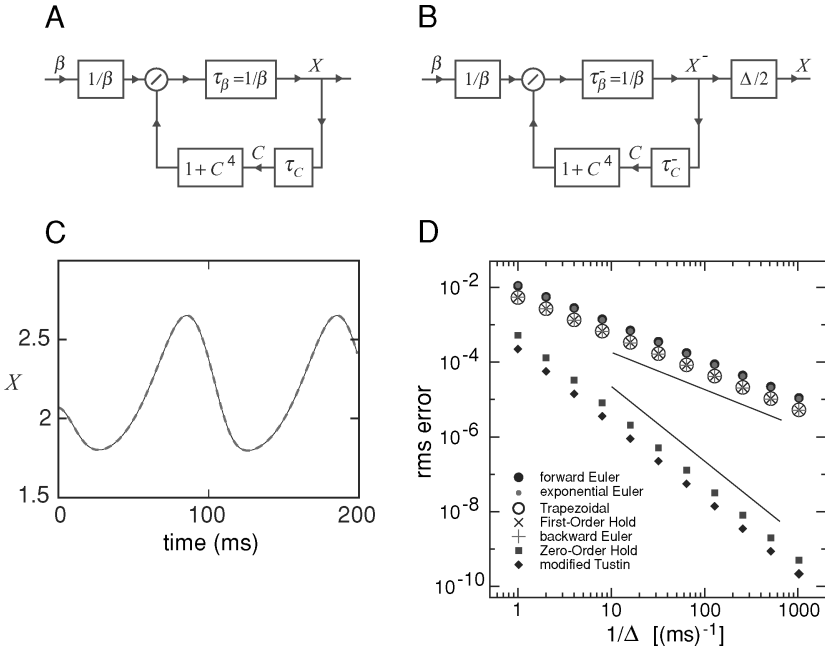 A
β
1/β
τβ=1/β
X
1+C⁴
C
τC
B
β
1/β
τ⁻β=1/β
X⁻
Δ/2
X
1+C⁴
C
τ⁻C
C
X
2.5
2
1.5
0
100
200
time (ms)
D
rms error
10⁻²
10⁻⁴
10⁻⁶
10⁻⁸
10⁻¹⁰
forward Euler
exponential Euler
Trapezoidal
First-Order Hold
backward Euler
Zero-Order Hold
modified Tustin
1
10
100
1000
1/Δ [(ms)⁻¹]